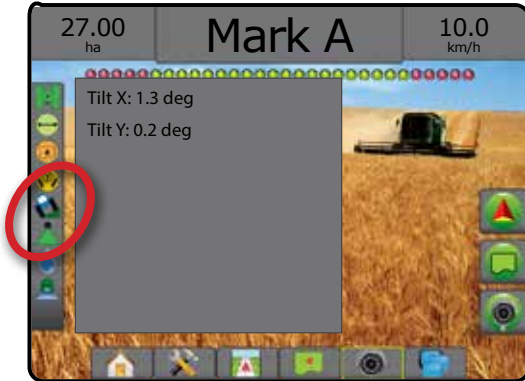 27.00
ha
Mark A
10.0
km/h
Tilt X: 1.3 deg
Tilt Y: 0.2 deg